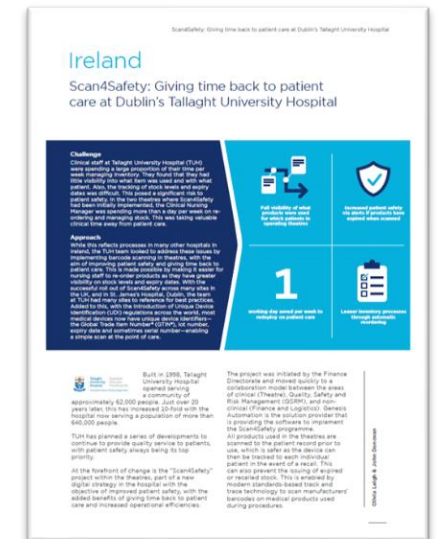 Scan4Safety: Giving time back to patient care at Dublin's Tallaght University Hospital
Ireland
Scan4Safety: Giving time back to patient
care at Dublin's Tallaght University Hospital
Challenge
Clinical staff at Tallaght University Hospital (TUH)
were spending a large proportion of their time per
week managing inventory. They found that they had
little visibility into what item was used and with what
patient. Also, the tracking of stock levels and expiry
dates was difficult. This posed a significant risk to
patient safety. In the two theatres where Scan4Safety
had been initially implemented, the Clinical Nursing
Manager was spending more than a day per week on re-
ordering and managing stock. This was taking valuable
clinical time away from patient care.
Approach
While this reflects processes in many other hospitals in
Ireland, the TUH team looked to address these issues by
implementing barcode scanning in theatres, with the
aim of improving patient safety and giving time back to
patient care. This is made possible by making it easier for
nursing staff to re-order products as they have greater
visibility on stock levels and expiry dates. With the
successful roll out of Scan4Safety across many sites in
the UK, and in St. James's Hospital, Dublin, the team
at TUH had many sites to reference for best practices.
Added to this, with the introduction of Unique Device
Identification (UDI) regulations across the world, most
medical devices now have unique device identifiers—
the Global Trade Item Number® (GTIN®), lot number,
expiry date and sometimes serial number—enabling
a simple scan at the point of care.
Full visibility of what
products were used
for which patients in
operating theatres
Increased patient safety
via alerts if products have
expired when scanned
1
Working day saved per week to
redeploy on patient care
Leaner inventory processes
through automatic
reordering
Built in 1998, Tallaght
University Hospital
opened serving
a community of
approximately 62,000 people. Just over 20
years later, this has increased 10-fold with the
hospital now serving a population of more than
640,000 people.
TUH has planned a series of developments to
continue to provide quality service to patients,
with patient safety always being its top
priority.
At the forefront of change is the "Scan4Safety"
project within the theatres, part of a new
digital strategy in the hospital with the
objective of improved patient safety, with the
added benefits of giving time back to patient
care and increased operational efficiencies.
The project was initiated by the Finance
Directorate and moved quickly to a
collaboration model between the areas
of clinical (Theatre), Quality, Safety and
Risk Management (QSRM), and non-
clinical (Finance and Logistics). Genesis
Automation is the solution provider that
is providing the software to implement
the Scan4Safety programme.
All products used in the theatres are
scanned to the patient record prior to
use, which is safer as the device can
then be tracked to each individual
patient in the event of a recall. This
can also prevent the issuing of expired
or recalled stock. This is enabled by
modern standards-based track and
trace technology to scan manufacturers'
barcodes on medical products used
during procedures.
Olivia Leigh & John Donovan